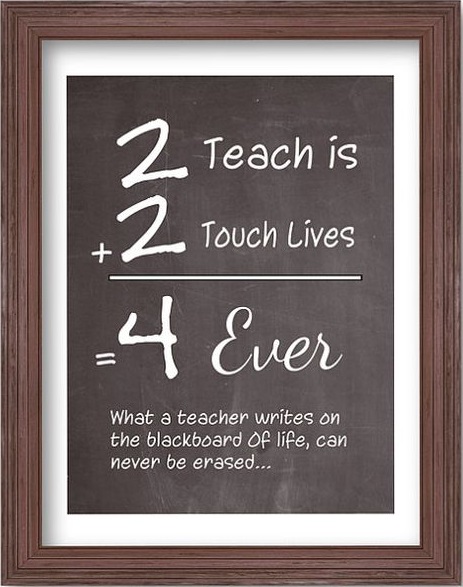 2 Teach is
+2 Touch Lives
=4 Ever
What a teacher writes on
the blackboard Of life, can
never be erased...